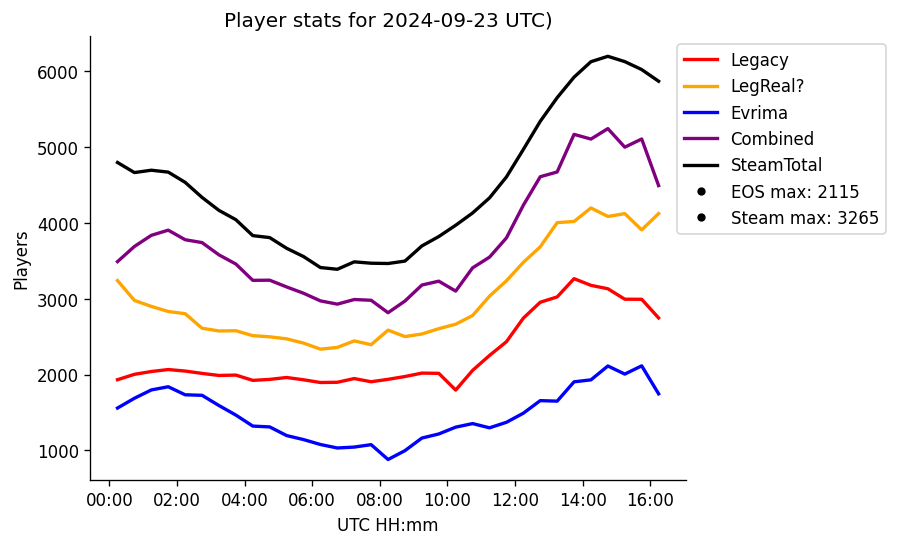 Player stats for 2024-09-23 UTC)
Players
6000
5000
4000
3000
2000
1000
00:00 02:00 04:00 06:00 08:00 10:00 12:00 14:00 16:00
UTC HH:mm
Legacy
LegReal?
Evrima
Combined
SteamTotal
EOS max: 2115
Steam max: 3265